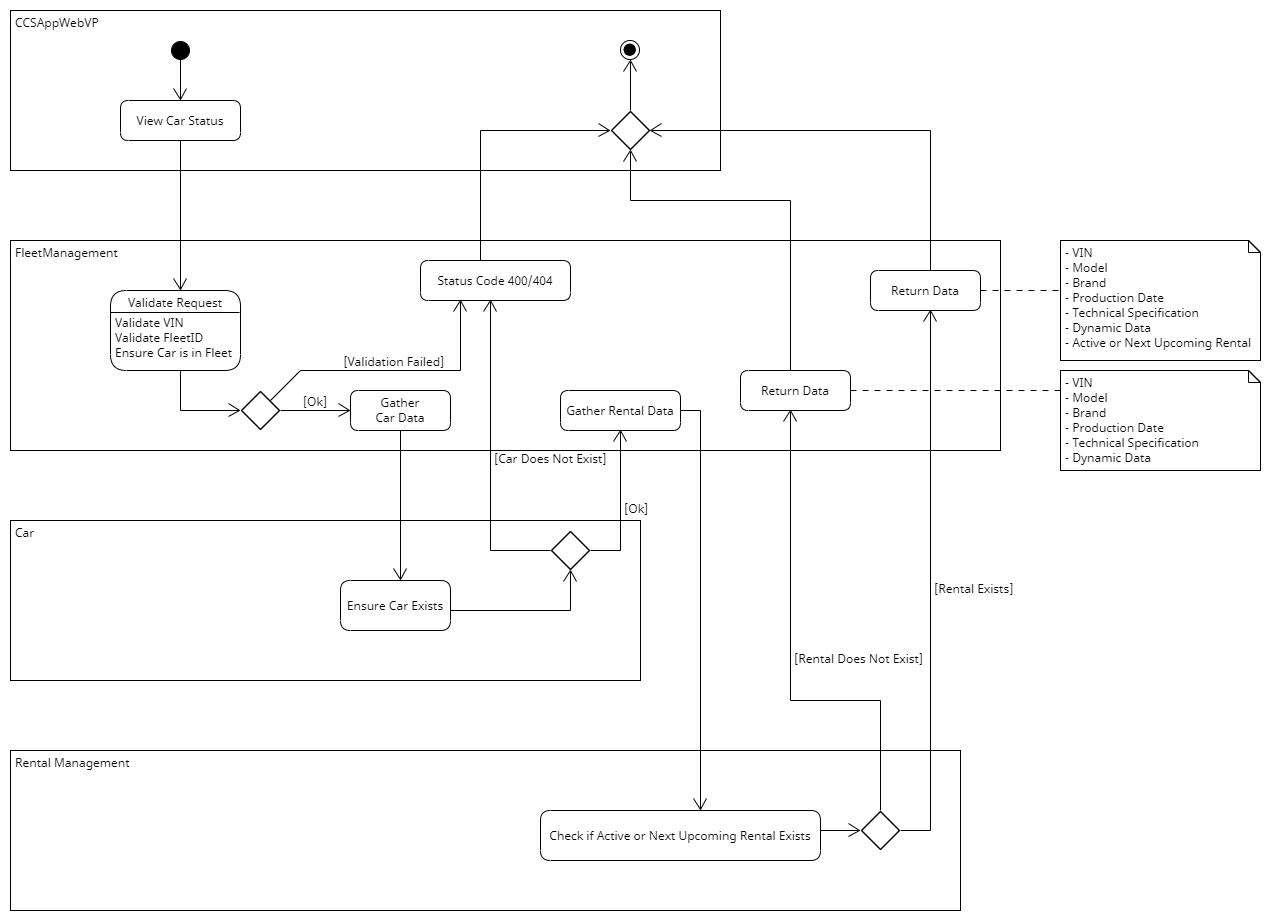 CCSAppWebVP
View Car Status
FleetManagement
Status Code 400/404
Return Data
- VIN
- Model
- Brand
- Production Date
- Technical Specification
- Dynamic Data
- Active or Next Upcoming Rental
Validate Request
Validate VIN
Validate FleetID
Ensure Car is in Fleet
[Validation Failed]
[Ok]
Gather
Car Data
Gather Rental Data
Return Data
- VIN
- Model
- Brand
- Production Date
- Technical Specification
- Dynamic Data
[Car Does Not Exist]
[Ok]
Car
Ensure Car Exists
[Rental Exists]
[Rental Does Not Exist]
Rental Management
Check if Active or Next Upcoming Rental Exists